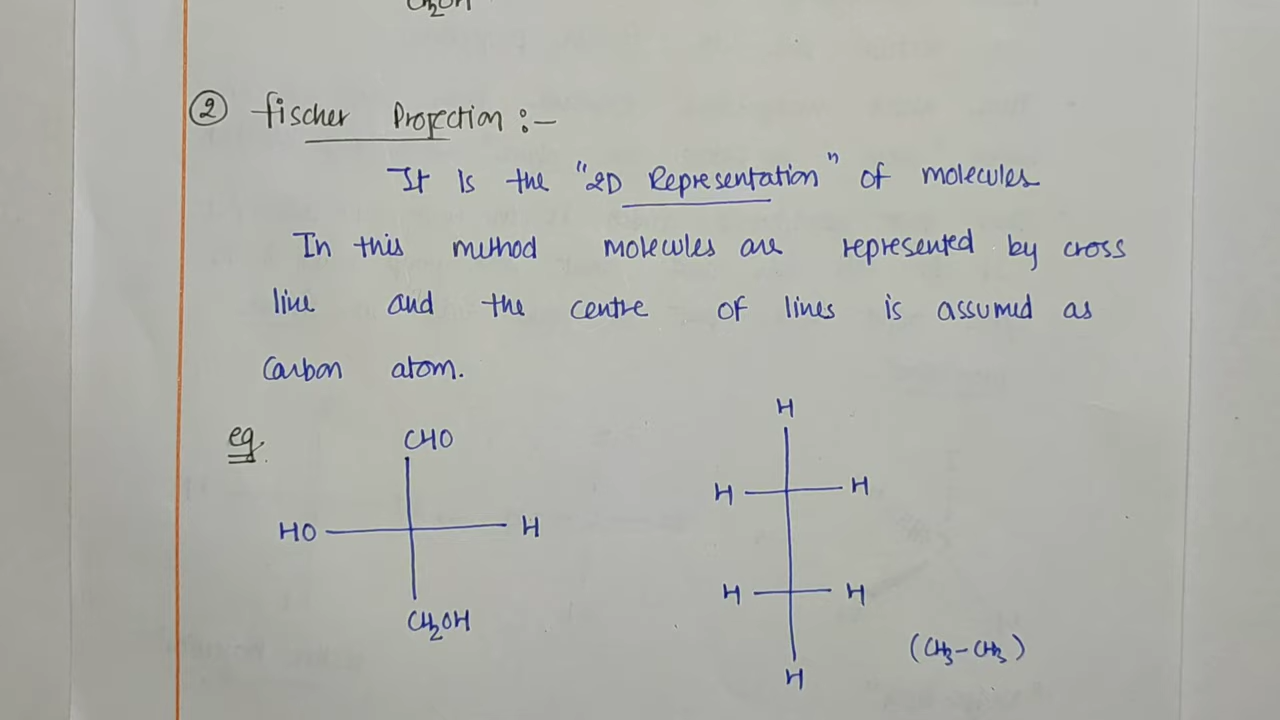 CH2OH
② Fischer Projection :-
It is the "2D Representation" of molecules
In this method molecules are represented by cross
line and the centre of lines is assumed as
Carbon atom.
eg.
CHO
HO H
CH2OH
H
H H
H H
H
(CH3-CH3)